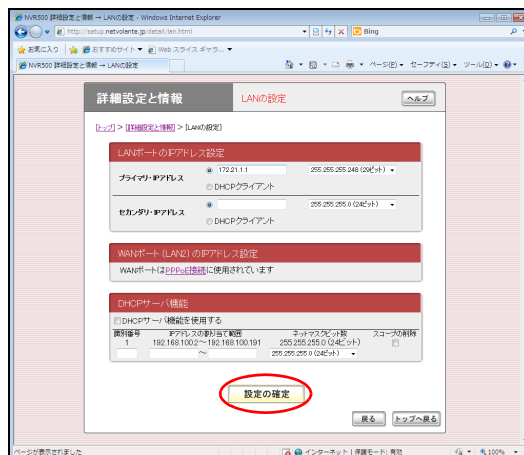 NVR500 詳細設定と情報 → LANの設定 - Windows Internet Explorer
http://setup.netvolante.jp/detail/lan.html
Bing
お気に入り
おすすめサイト
Web スライス ギャラ...
NVR500 詳細設定と情報 → LANの設定
ページ(P)
セーフティ(S)
ツール(O)
詳細設定と情報
LANの設定
ヘルプ
[トップ] > [詳細設定と情報] > [LANの設定]
LANポートのIPアドレス設定
プライマリ・IPアドレス
172.21.1.1
255.255.255.248 (29ビット)
DHCPクライアント
セカンダリ・IPアドレス
255.255.255.0 (24ビット)
DHCPクライアント
WANポート (LAN2) のIPアドレス設定
WANポートはPPPoE接続に使用されています
DHCPサーバ機能
DHCPサーバ機能を使用する
識別番号 IPアドレスの割り当て範囲 ネットマスクビット数 スコープの削除
1 192.168.100.2～192.168.100.191 255.255.255.0 (24ビット)
～ 255.255.255.0 (24ビット)
設定の確定
戻る
トップへ戻る
ページが表示されました
インターネット | 保護モード: 有効
100%